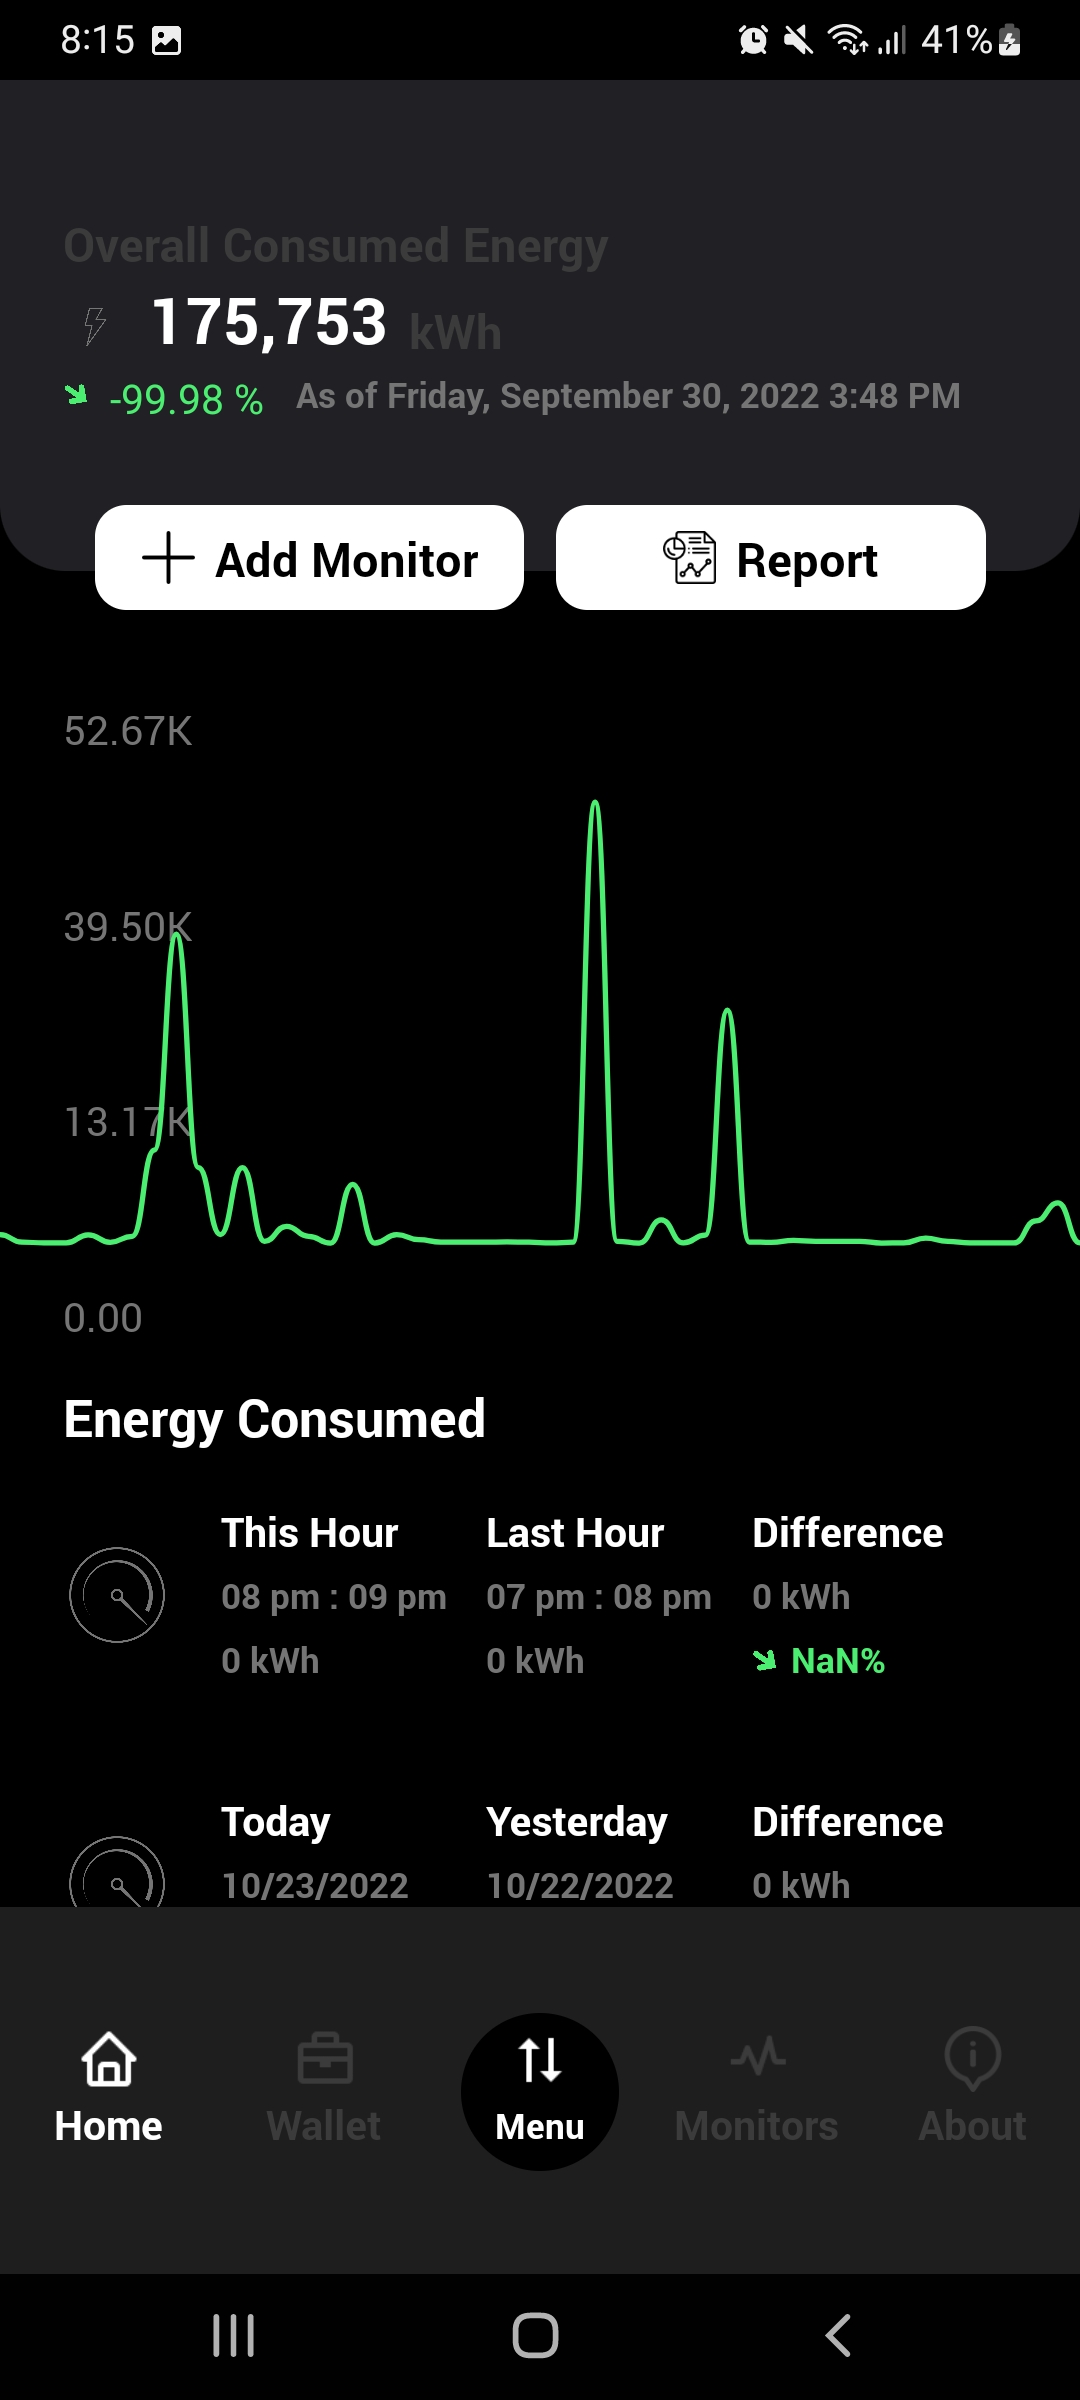 8:15 41%
Overall Consumed Energy
175,753 kWh
-99.98 % As of Friday, September 30, 2022 3:48 PM
Add Monitor Report
52.67K
39.50K
13.17K
0.00
Energy Consumed
This Hour Last Hour Difference
08 pm : 09 pm 07 pm : 08 pm 0 kWh
0 kWh 0 kWh NaN%
Today Yesterday Difference
10/23/2022 10/22/2022 0 kWh
Home Wallet Menu Monitors About